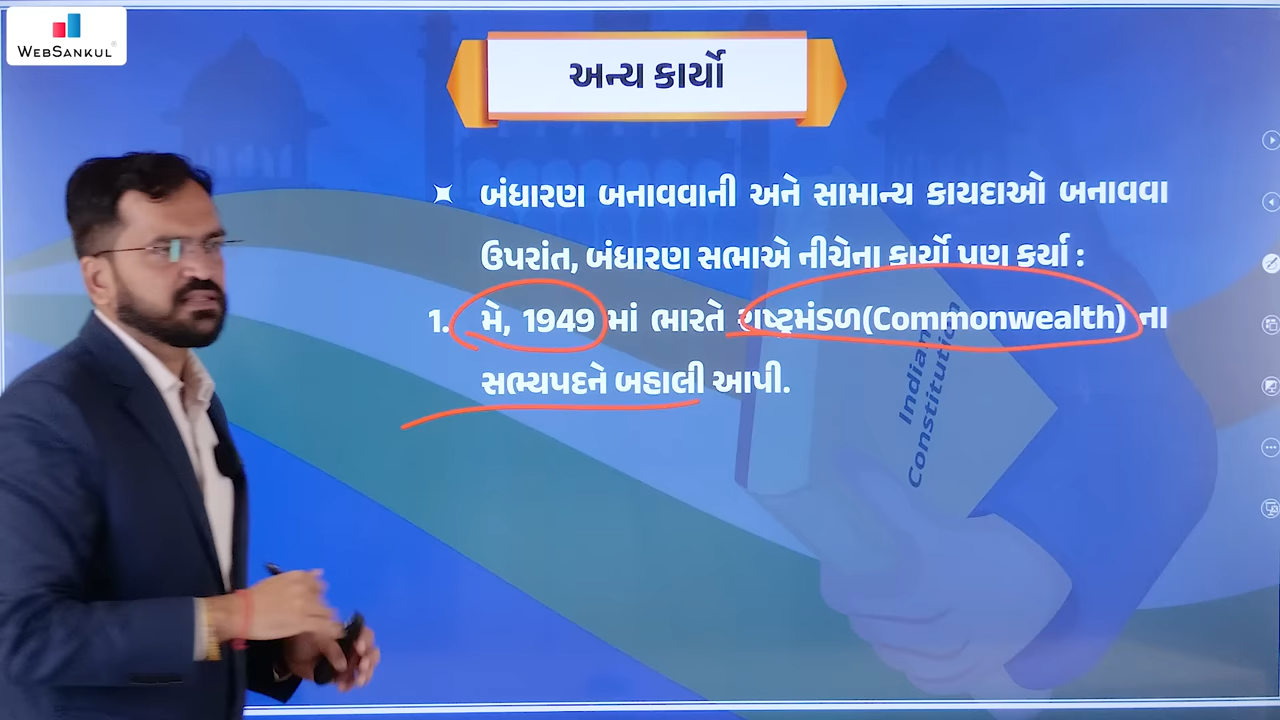 WEBSANKUL
અન્ય કાર્યો
બંધારણ બનાવવાની અને સામાન્ય કાયદાઓ બનાવવા
ઉપરાંત, બંધારણ સભાએ નીચેના કાર્યો પણ કર્યા :
1. મે, 1949 માં ભારતે રાષ્ટ્રમંડળ(Commonwealth) ના
સભ્યપદને બહાલી આપી.
Indian
Constitution